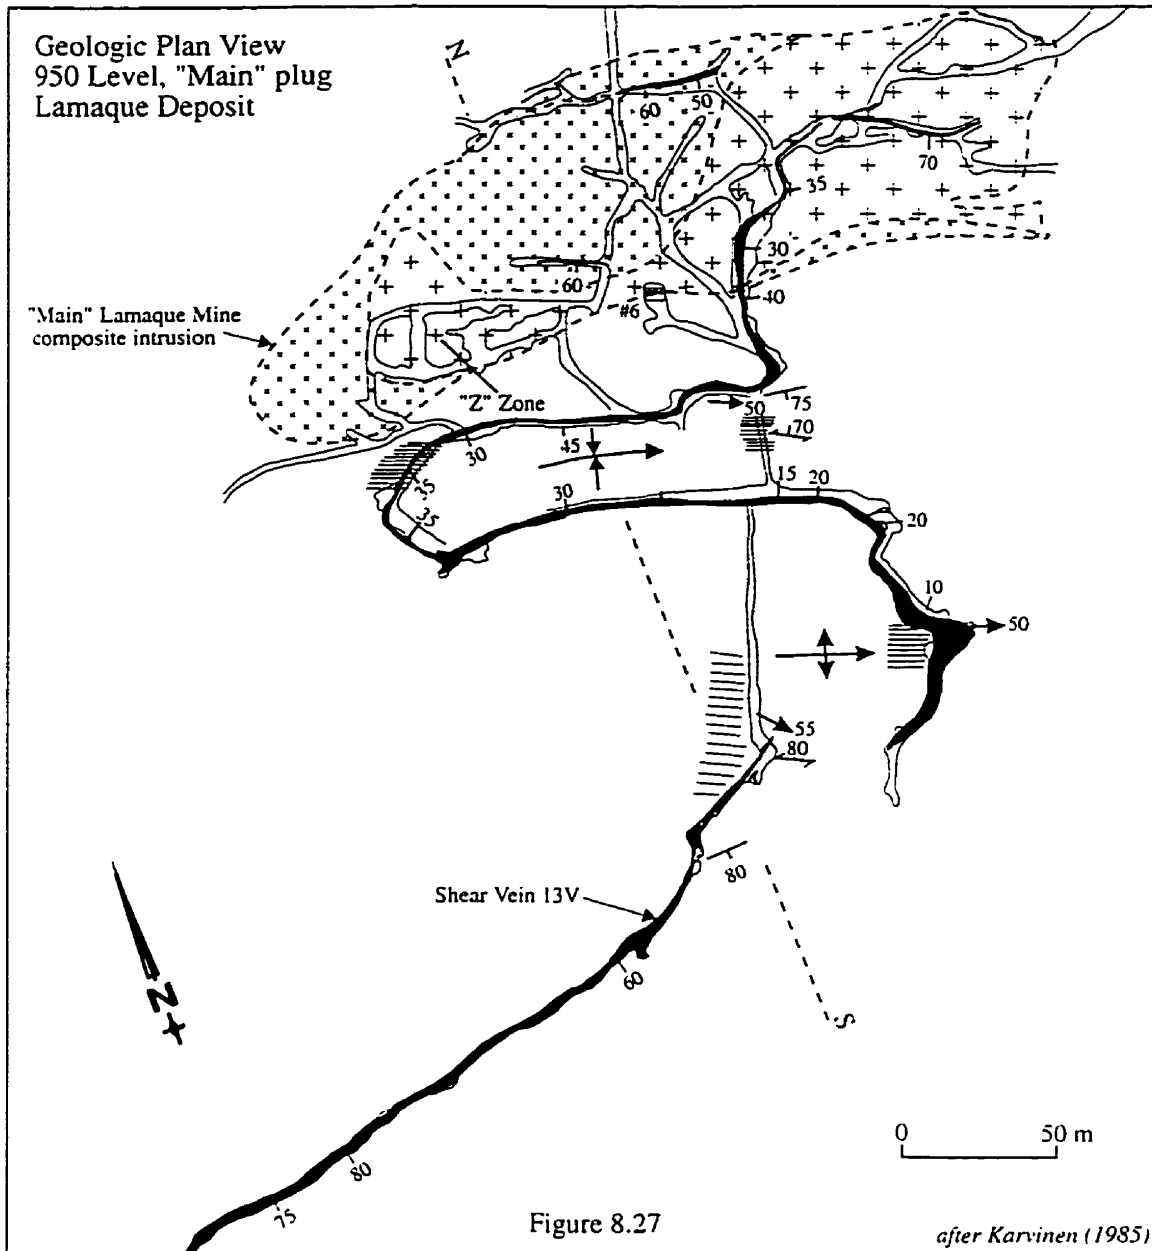 Geologic Plan View
950 Level, "Main" plug
Lamaque Deposit
N
60
50
70
35
30
60
40
#6
"Main" Lamaque Mine
composite intrusion
"Z" Zone
50
75
70
30
45
35
30
15
20
35
20
10
50
55
80
80
Shear Vein 13V
60
N
S
80
75
0
50 m
Figure 8.27
after Karvinen (1985)